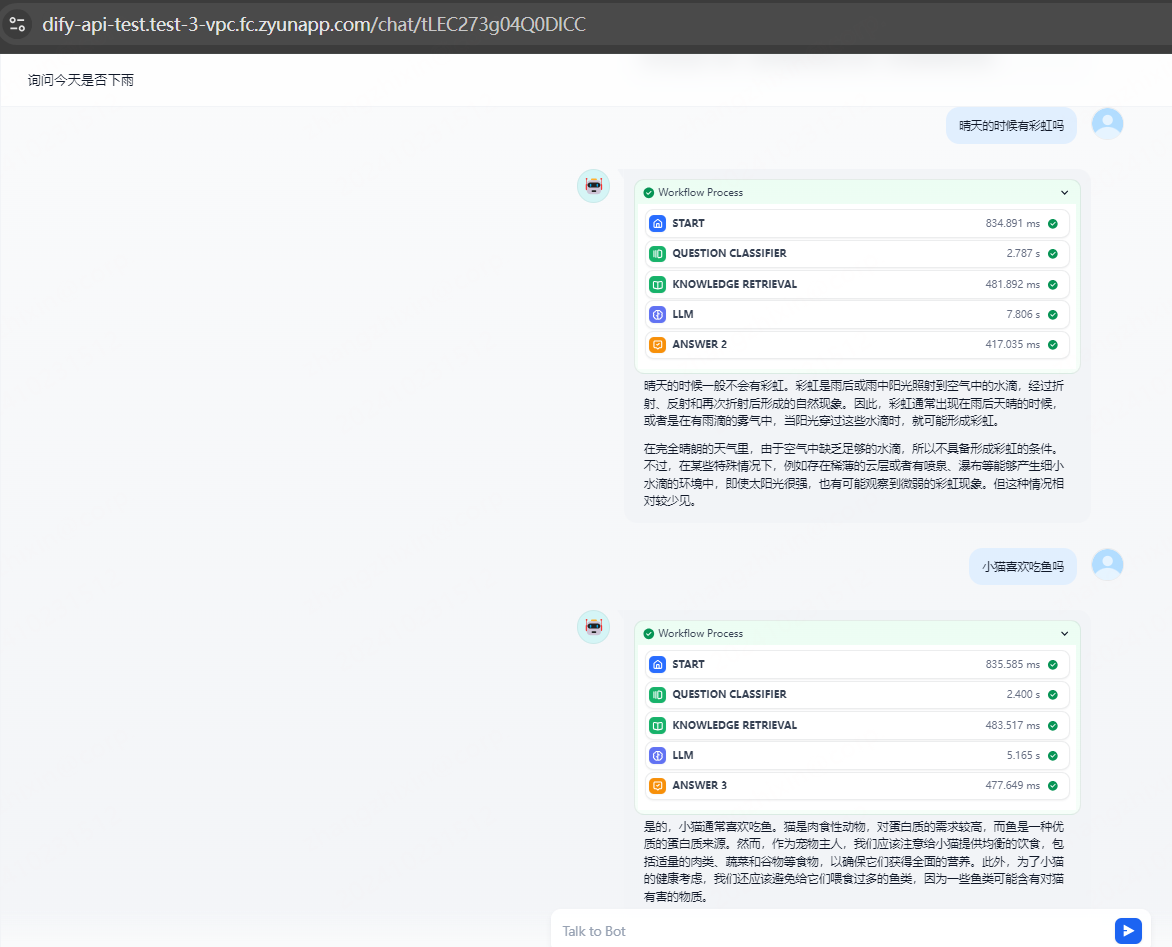 dify-api-test.test-3-vpc.fc.zyunapp.com/chat/tLEC273g04Q0DICC
询问今天是否下雨
晴天的时候有彩虹吗
Workflow Process
START 834.891 ms
QUESTION CLASSIFIER 2.787 s
KNOWLEDGE RETRIEVAL 481.892 ms
LLM 7.806 s
ANSWER 2 417.035 ms
晴天的时候一般不会有彩虹。彩虹是雨后或雨中阳光照射到空气中的水滴，经过折
射、反射和再次折射后形成的自然现象。因此，彩虹通常出现在雨后天晴的时候，
或者是在有雨滴的雾气中，当阳光穿过这些水滴时，就可能形成彩虹。
在完全晴朗的天气里，由于空气中缺乏足够的水滴，所以不具备形成彩虹的条件。
不过，在某些特殊情况下，例如存在稀薄的云层或者有喷泉、瀑布等能够产生细小
水滴的环境中，即使太阳光很强，也有可能观察到微弱的彩虹现象。但这种情况相
对较少见。
小猫喜欢吃鱼吗
Workflow Process
START 835.585 ms
QUESTION CLASSIFIER 2.400 s
KNOWLEDGE RETRIEVAL 483.517 ms
LLM 5.165 s
ANSWER 3 477.649 ms
是的，小猫通常喜欢吃鱼。猫是肉食性动物，对蛋白质的需求较高，而鱼是一种优
质的蛋白质来源。然而，作为宠物主人，我们应该注意给小猫提供均衡的饮食，包
括适量的肉类、蔬菜和谷物等食物，以确保它们获得全面的营养。此外，为了小猫
的健康考虑，我们还应该避免给它们喂食过多的鱼类，因为一些鱼类可能含有对猫
有害的物质。
Talk to Bot